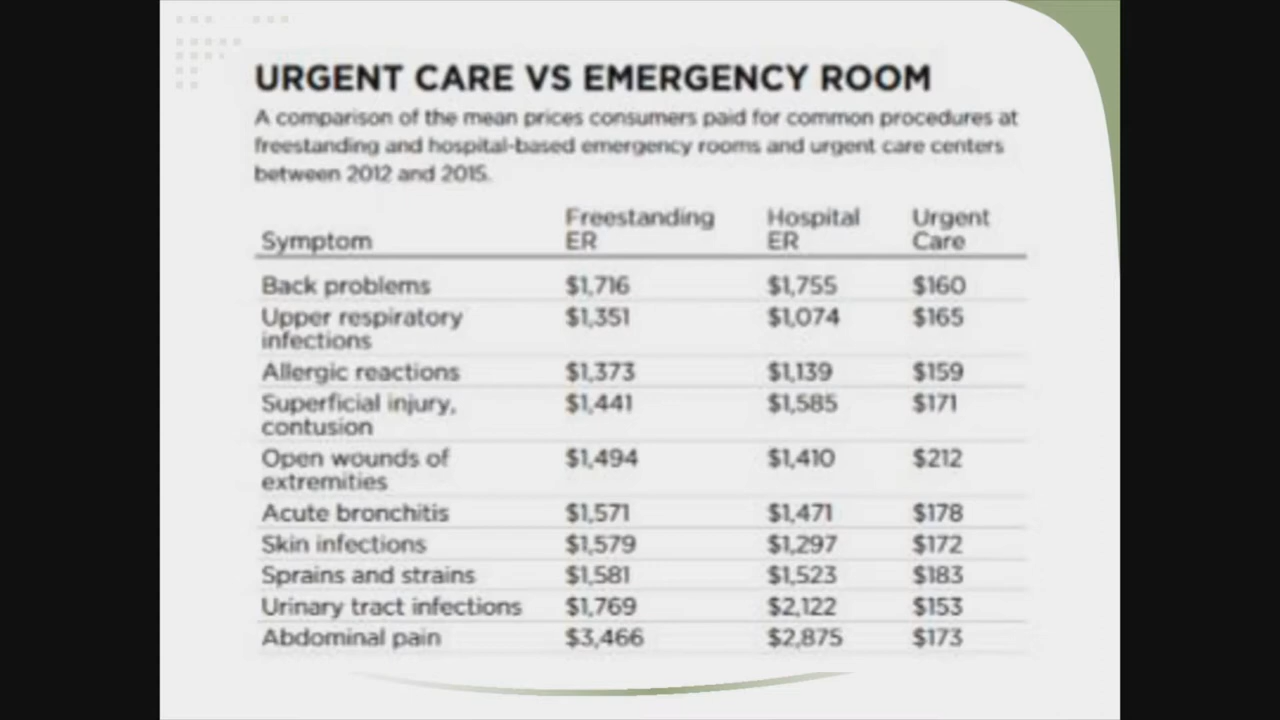 URGENT CARE VS EMERGENCY ROOM
A comparison of the mean prices consumers paid for common procedures at
freestanding and hospital-based emergency rooms and urgent care centers
between 2012 and 2015.
Symptom Freestanding ER Hospital ER Urgent Care
Back problems $1,716 $1,755 $160
Upper respiratory infections $1,351 $1,074 $165
Allergic reactions $1,373 $1,139 $159
Superficial injury, contusion $1,441 $1,585 $171
Open wounds of extremities $1,494 $1,410 $212
Acute bronchitis $1,571 $1,471 $178
Skin infections $1,579 $1,297 $172
Sprains and strains $1,581 $1,523 $183
Urinary tract infections $1,769 $2,122 $153
Abdominal pain $3,466 $2,875 $173